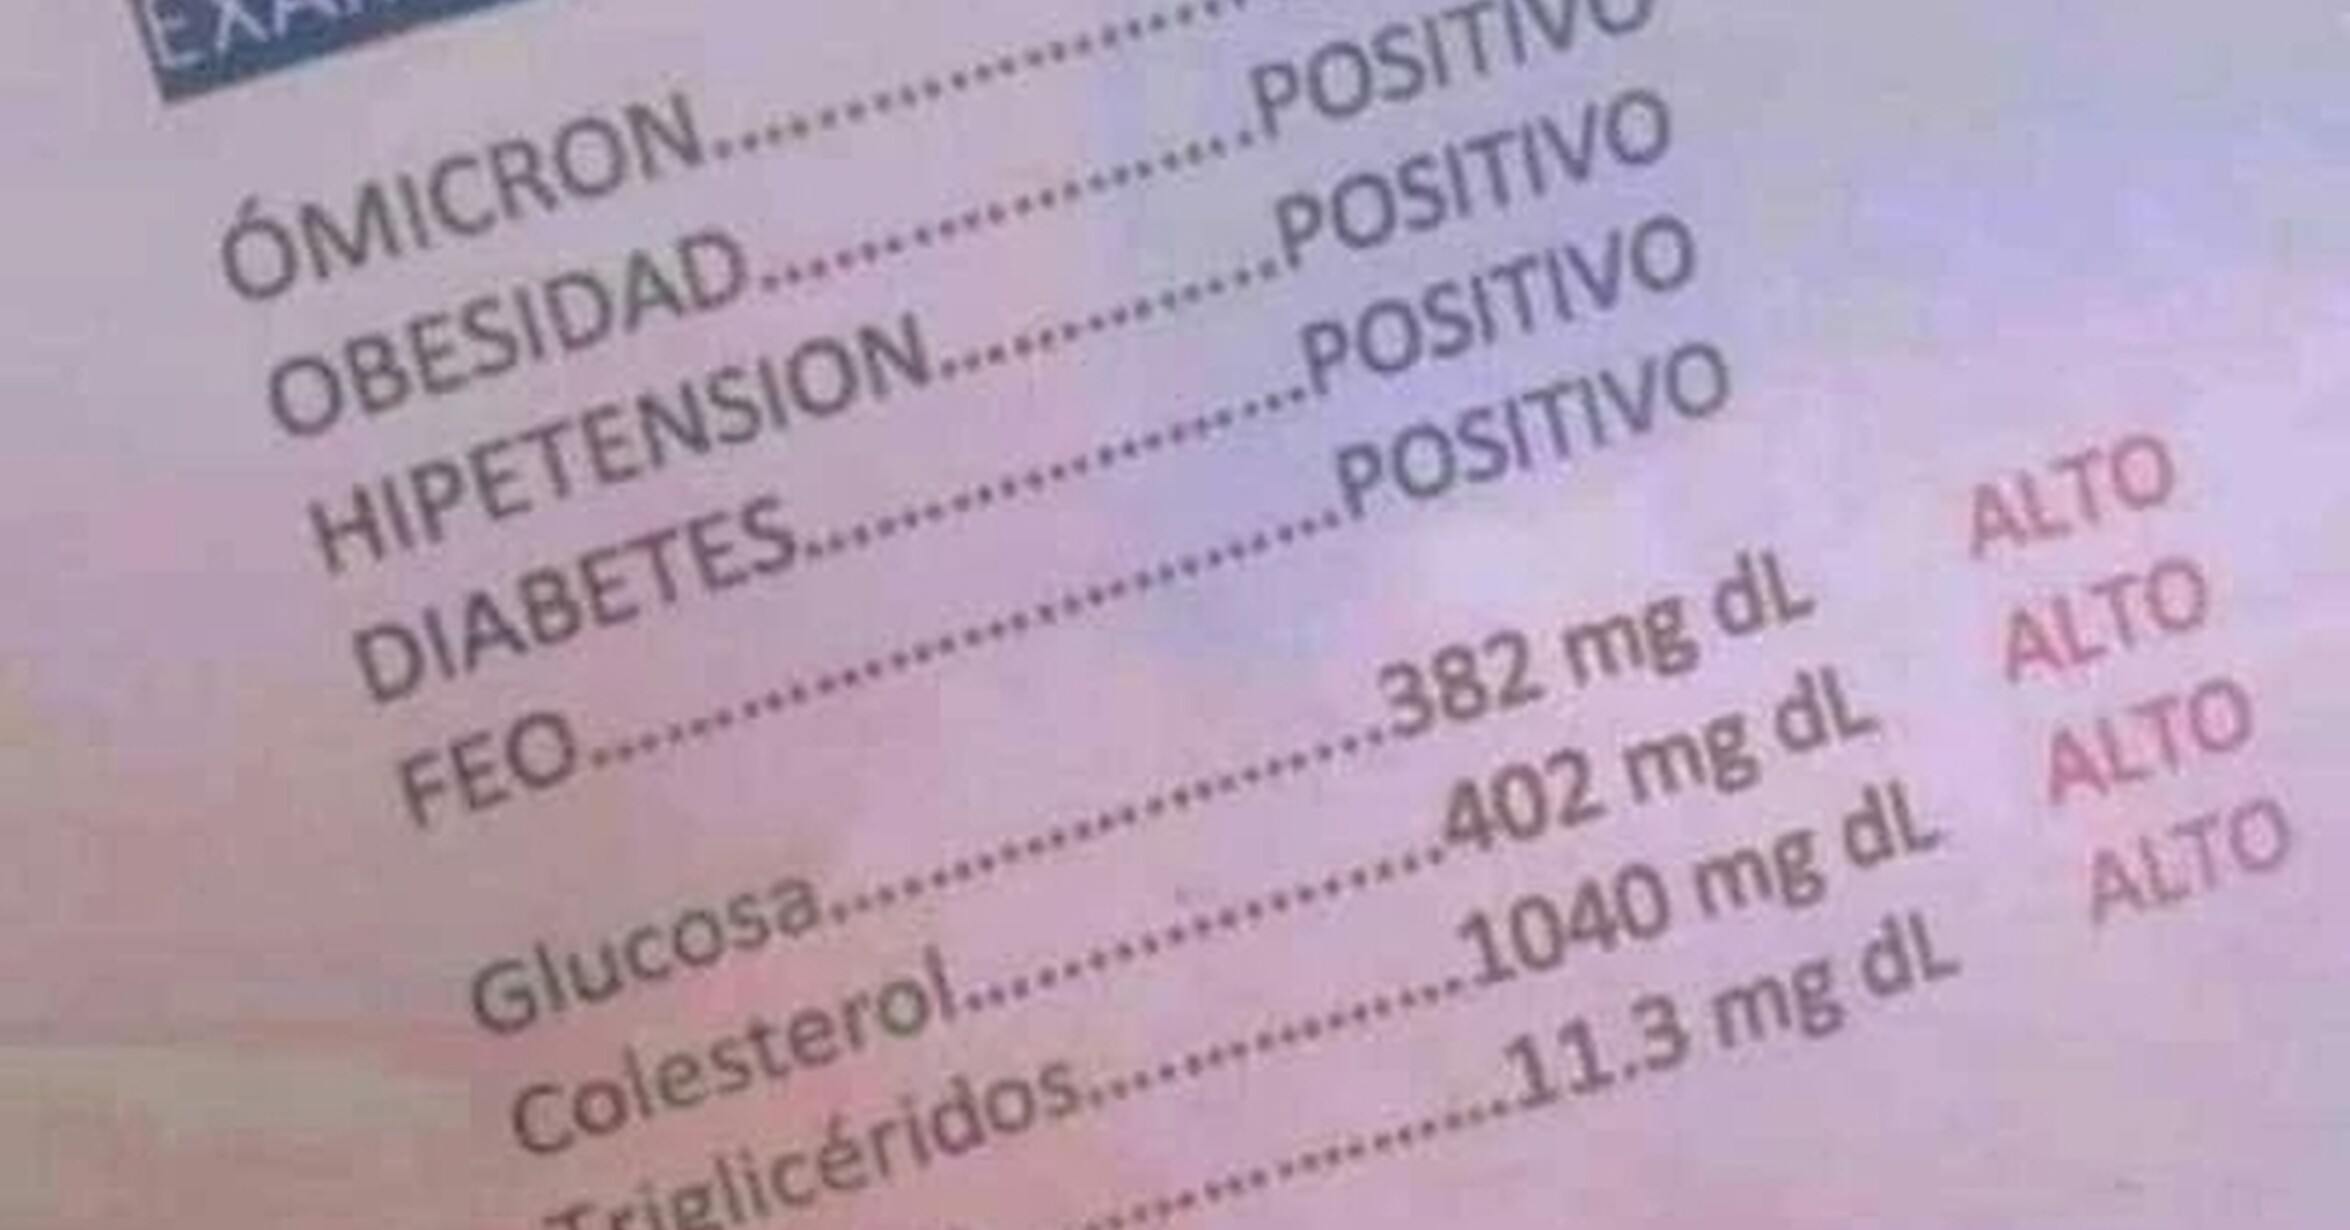 ÓMICRON..............................
OBESIDAD..............................POSITIVO
HIPETENSION..............................POSITIVO
DIABETES..............................POSITIVO
FEO..............................POSITIVO
Glucosa..............................382 mg dL ALTO
Colesterol..............................402 mg dL ALTO
Triglicéridos..............................1040 mg dL ALTO
..............................11.3 mg dL ALTO